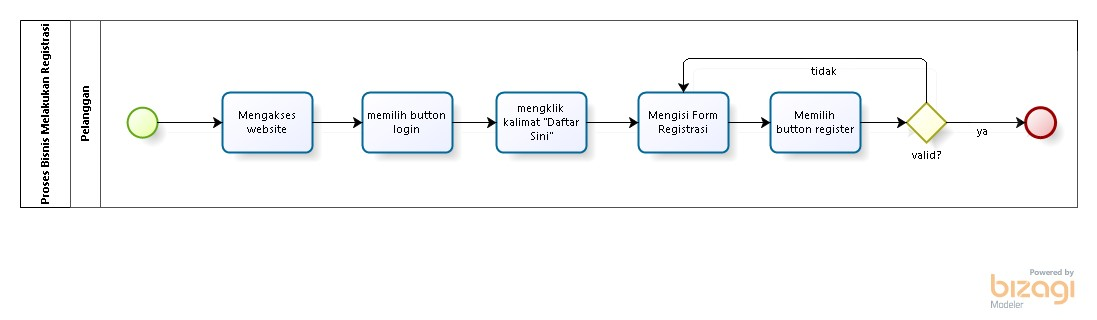 Proses Bisnis Melakukan Registrasi
Pelanggan
Mengakses
website
memilih button
login
mengklik
kalimat "Daftar
Sini"
Mengisi Form
Registrasi
Memilih
button register
tidak
valid?
ya
Powered by
bizagi
Modeler